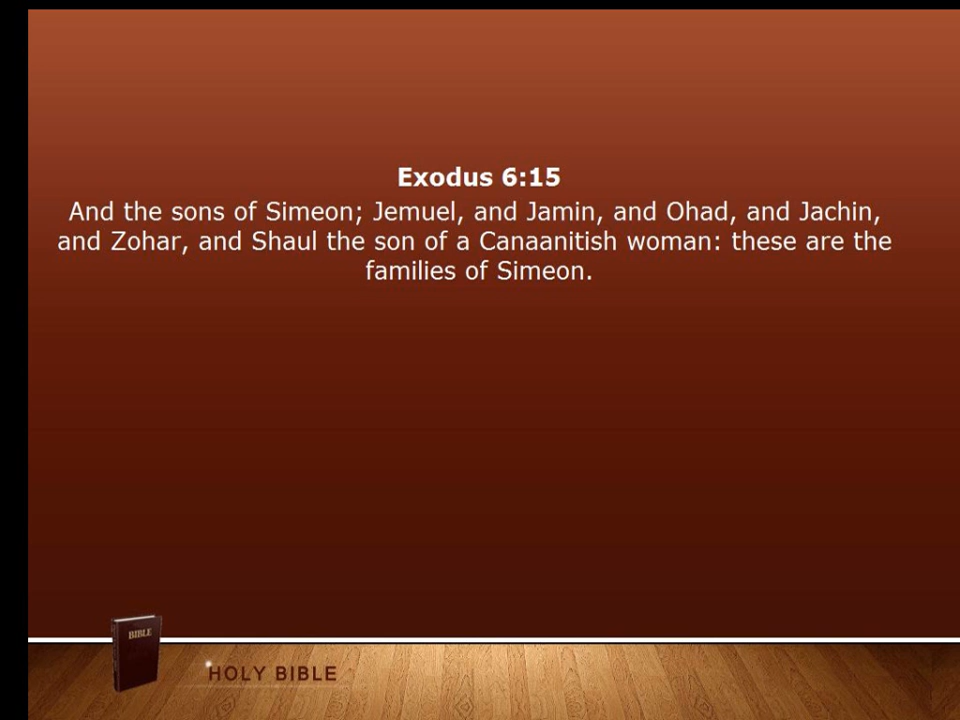 Exodus 6:15
And the sons of Simeon; Jemuel, and Jamin, and Ohad, and Jachin,
and Zohar, and Shaul the son of a Canaanitish woman: these are the
families of Simeon.
BIBLE
HOLY BIBLE